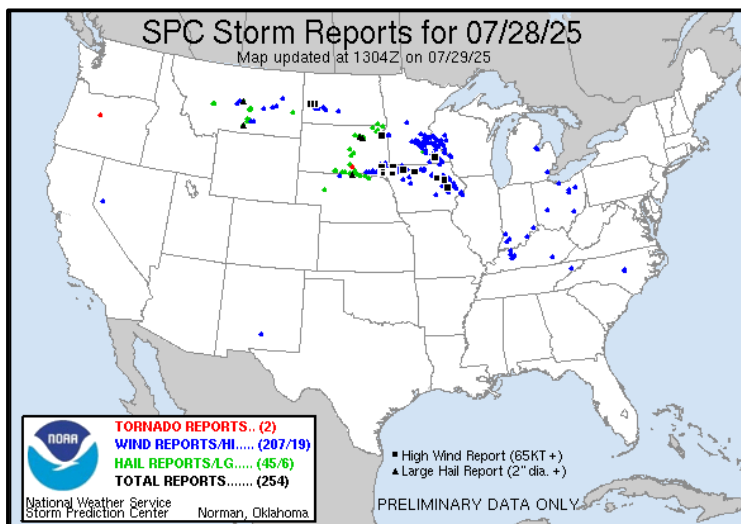 SPC Storm Reports for 07/28/25
Map updated at 1304Z on 07/29/25
NOAA
TORNADO REPORTS.. (2)
WIND REPORTS/HI..... (207/19)
HAIL REPORTS/LG..... (45/6)
TOTAL REPORTS....... (254)
National Weather Service
Storm Prediction Center Norman, Oklahoma
High Wind Report (65KT +)
Large Hail Report (2" dia. +)
PRELIMINARY DATA ONLY